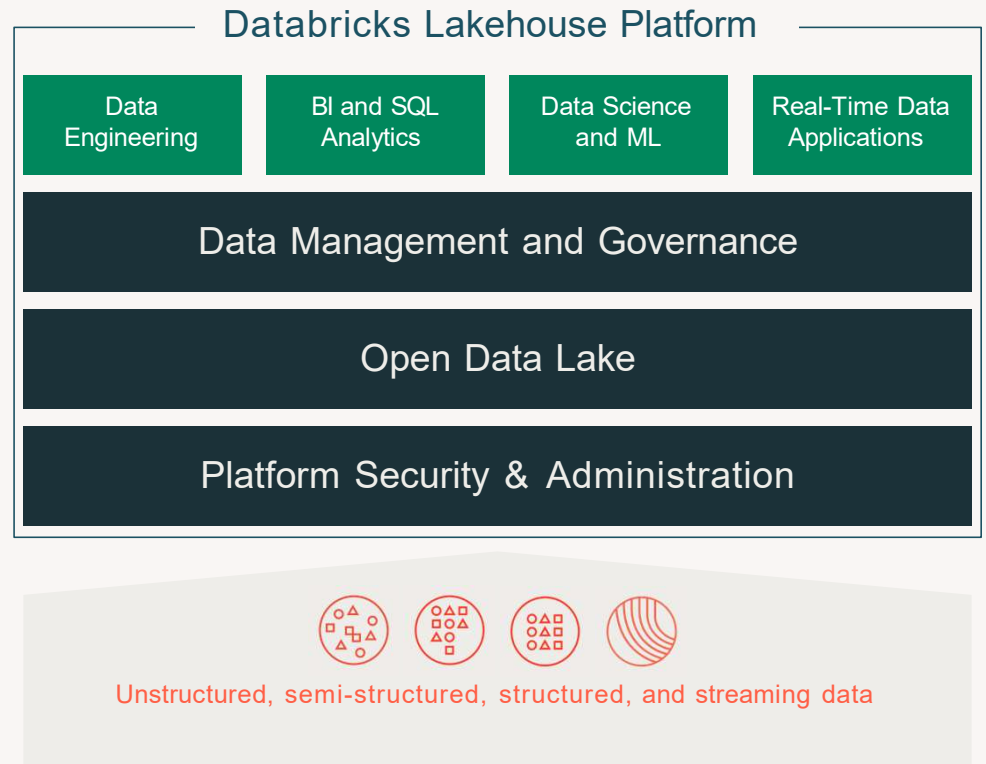 Databricks Lakehouse Platform
Data
Engineering
BI and SQL
Analytics
Data Science
and ML
Real-Time Data
Applications
Data Management and Governance
Open Data Lake
Platform Security & Administration
Unstructured, semi-structured, structured, and streaming data